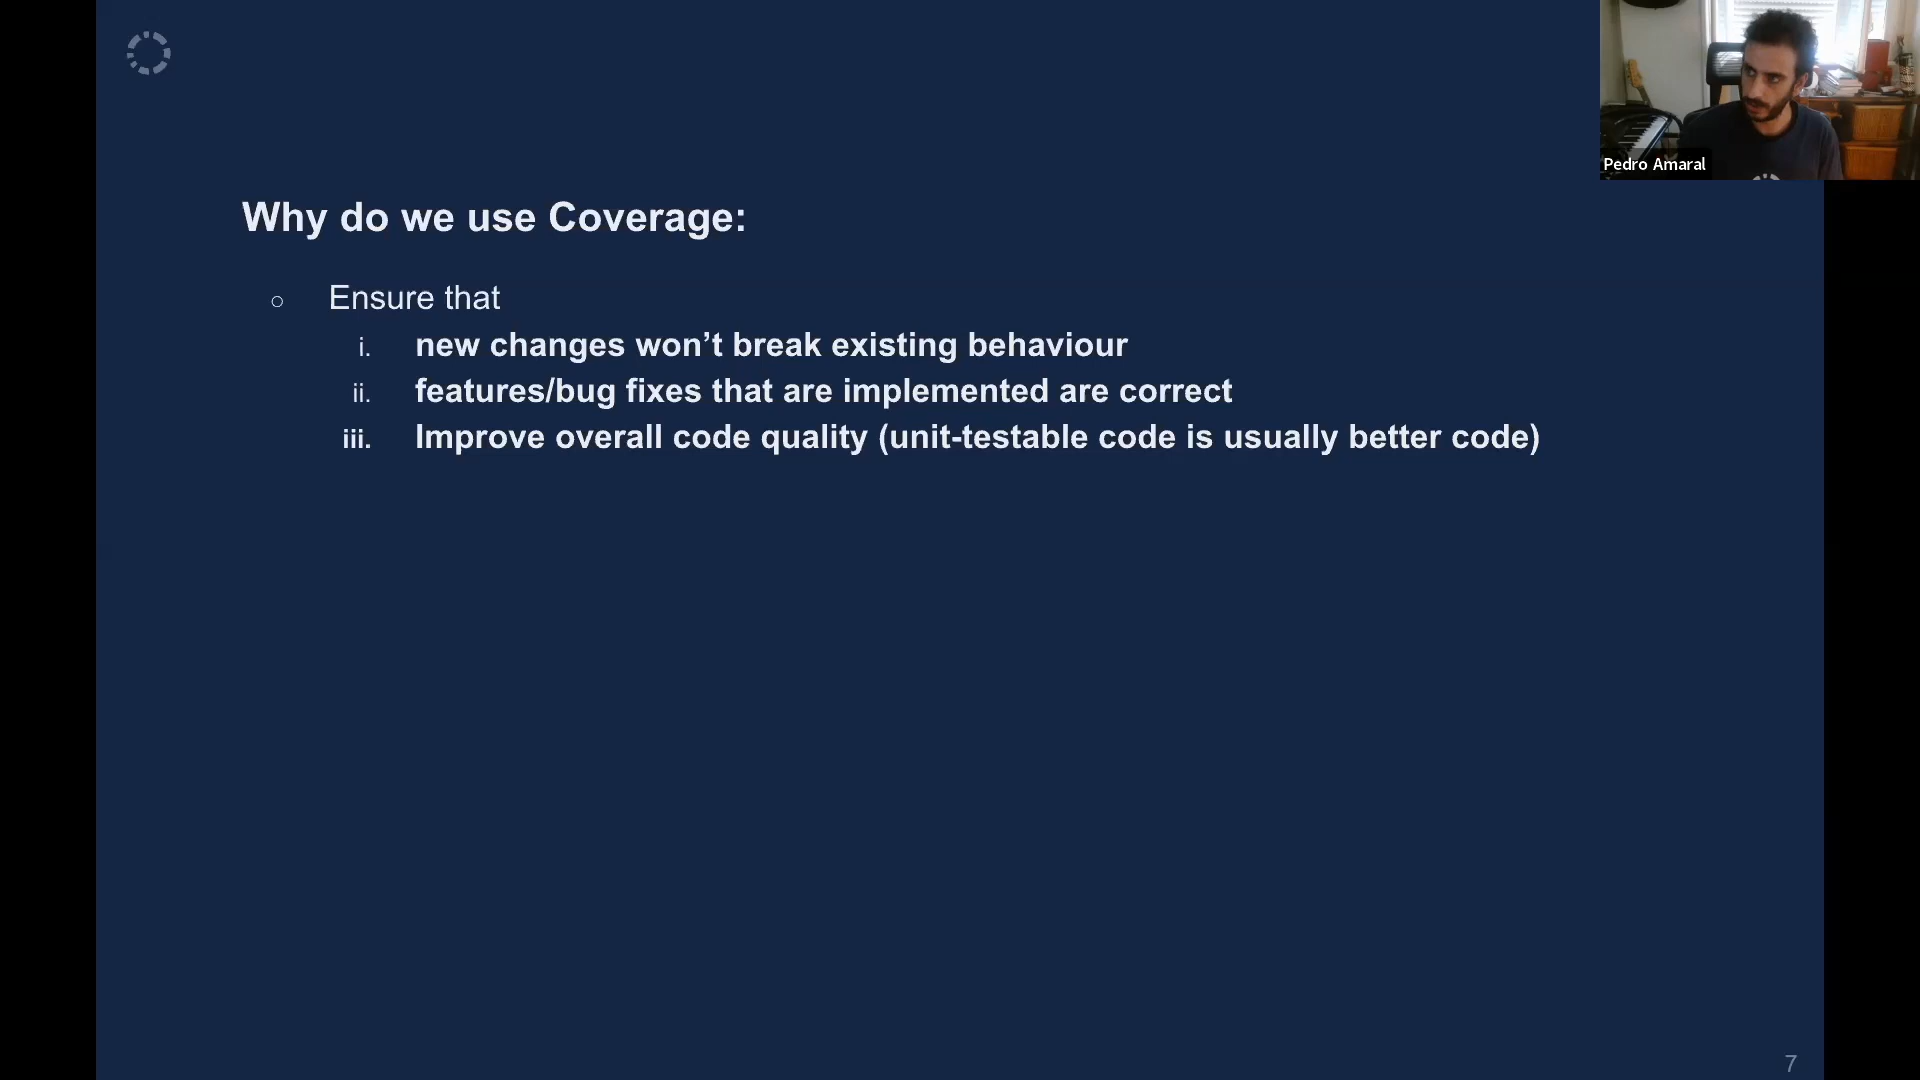 Pedro Amaral
Why do we use Coverage:
○ Ensure that
i. new changes won’t break existing behaviour
ii. features/bug fixes that are implemented are correct
iii. Improve overall code quality (unit-testable code is usually better code)
7